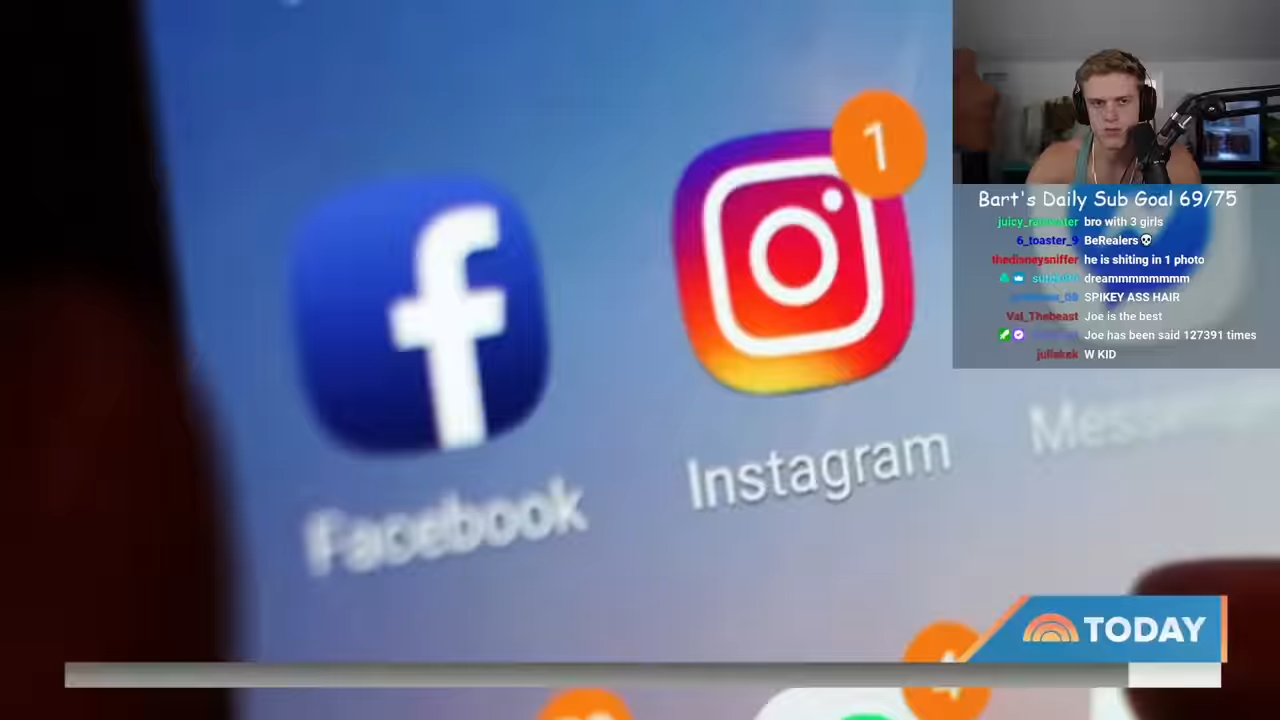 1
Bart's Daily Sub Goal 69/75
bro with 3 girls
6_toaster_9 BeRealers
thedisneysniffer he is shiting in 1 photo
dreammmmmmmm
SPIKEY ASS HAIR
Val_Thebeast Joe is the best
Joe has been said 127391 times
W KID
Instagram
Facebook
TODAY
4